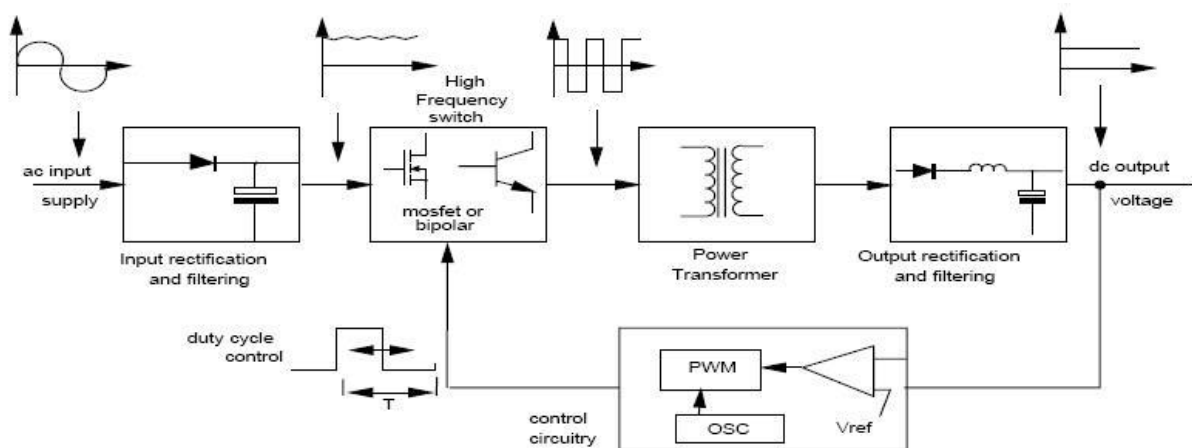 High
Frequency
switch
ac input
supply
mosfet or
bipolar
dc output
voltage
Input rectification
and filtering
Power
Transformer
Output rectification
and filtering
duty cycle
control
T
PWM
OSC
Vref
control
circuitry